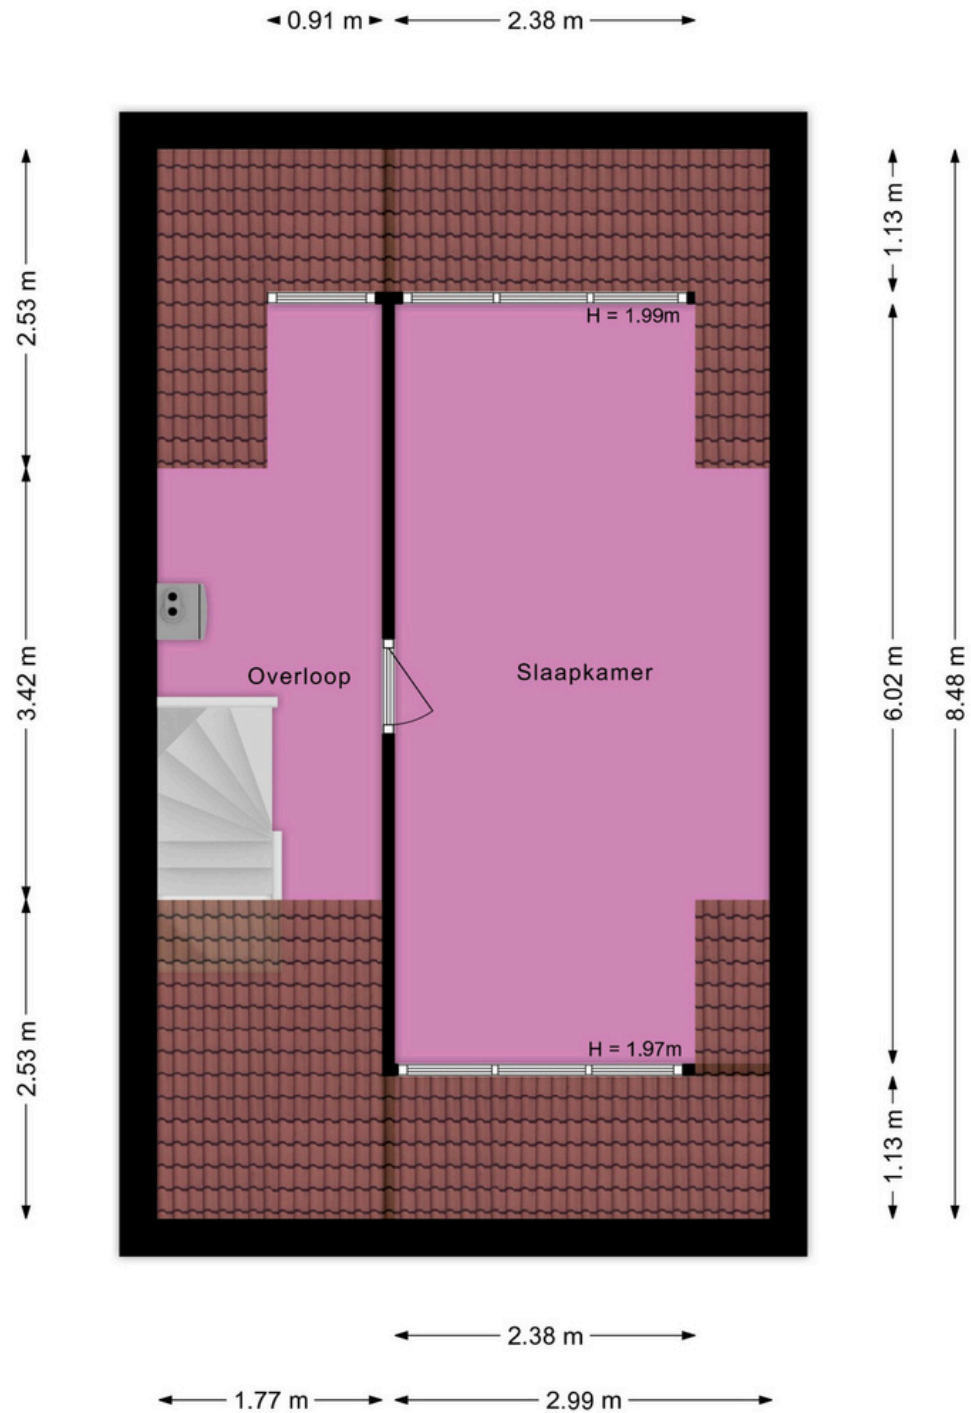 0.91 m
2.38 m
2.53 m
1.13 m
H = 1.99m
3.42 m
Overloop
Slaapkamer
6.02 m
8.48 m
2.53 m
H = 1.97m
1.13 m
2.38 m
1.77 m
2.99 m